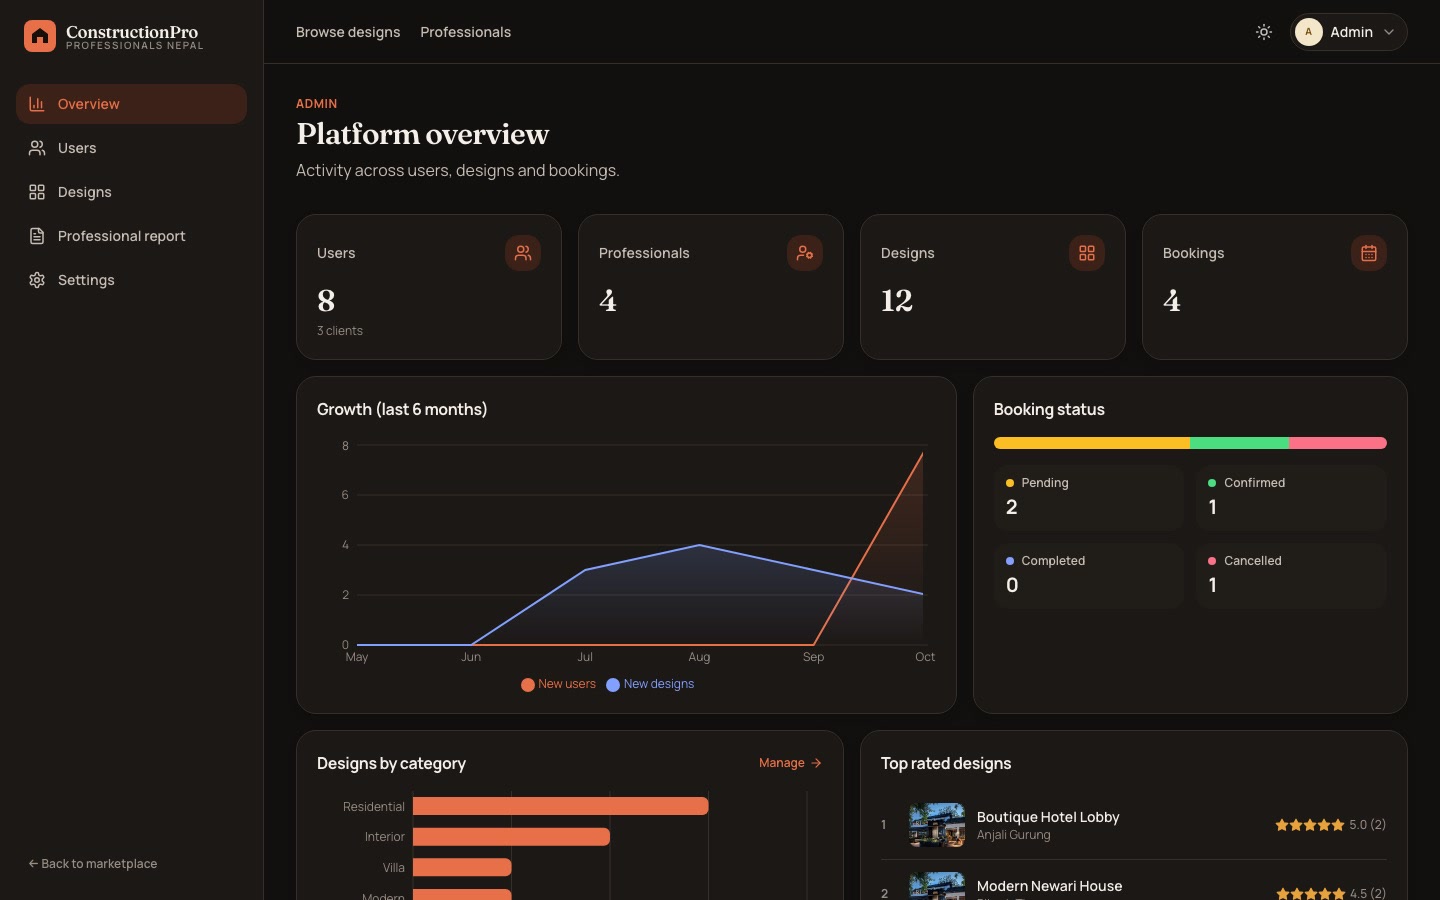 ConstructionPro
PROFESSIONALS NEPAL
Browse designs
Professionals
A
Admin
Overview
Users
Designs
Professional report
Settings
← Back to marketplace
ADMIN
Platform overview
Activity across users, designs and bookings.
Users
8
3 clients
Professionals
4
Designs
12
Bookings
4
Growth (last 6 months)
8
6
4
2
0
May Jun Jul Aug Sep Oct
New users New designs
Booking status
Pending
2
Confirmed
1
Completed
0
Cancelled
1
Designs by category
Manage →
Residential
Interior
Villa
Modern
Top rated designs
1
Boutique Hotel Lobby
Anjali Gurung
5.0 (2)
2
Modern Newari House
4.5 (2)